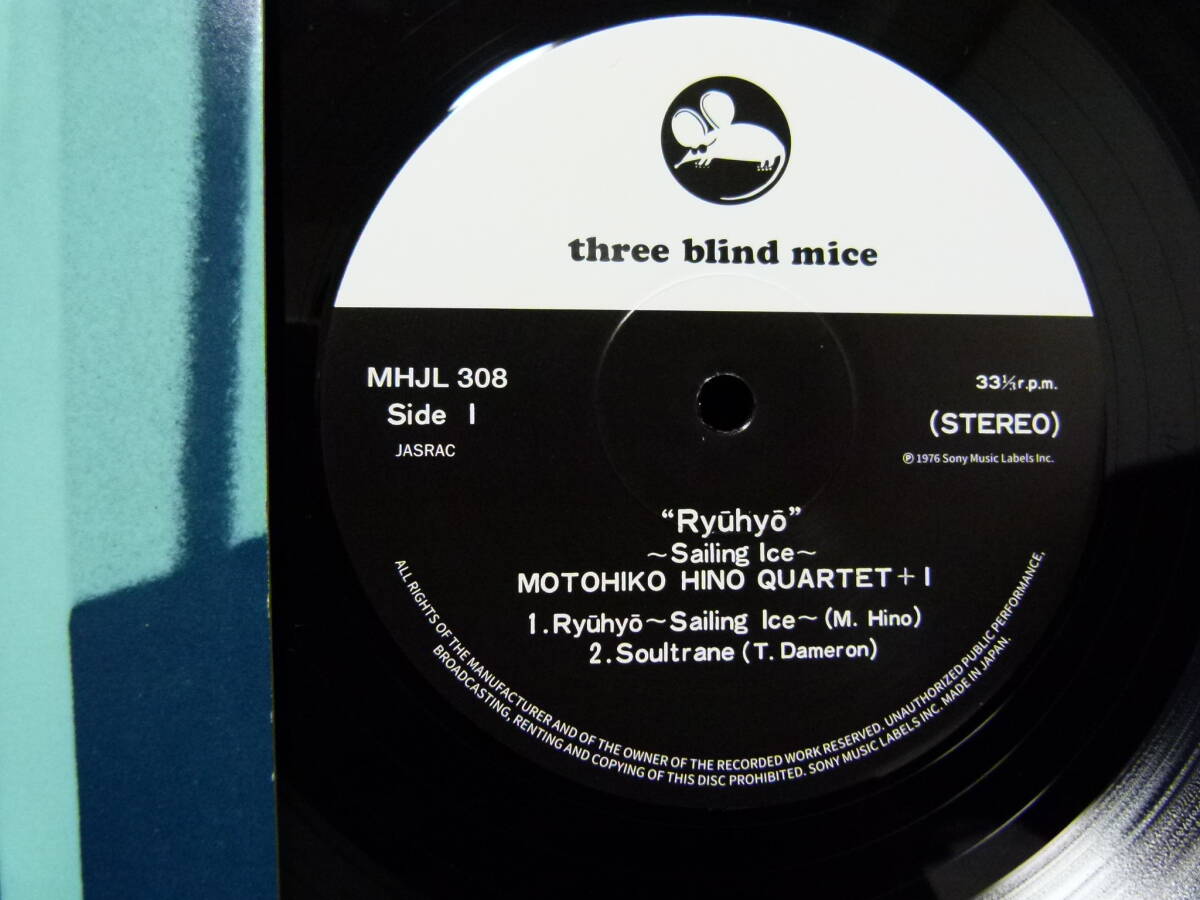 three blind mice
MHJL 308
Side 1
JASRAC
33⅓ r.p.m.
(STEREO)
Ⓟ 1976 Sony Music Labels Inc.
“Ryūhyō”
~Sailing Ice~
MOTOHIKO HINO QUARTET+1
1.Ryūhyō~Sailing Ice~(M. Hino)
2.Soultrane(T. Dameron)
ALL RIGHTS OF THE MANUFACTURER AND OF THE OWNER OF THE RECORDED WORK RESERVED. UNAUTHORIZED PUBLIC PERFORMANCE,
BROADCASTING, RENTING AND COPYING OF THIS DISC PROHIBITED. SONY MUSIC LABELS INC. MADE IN JAPAN.